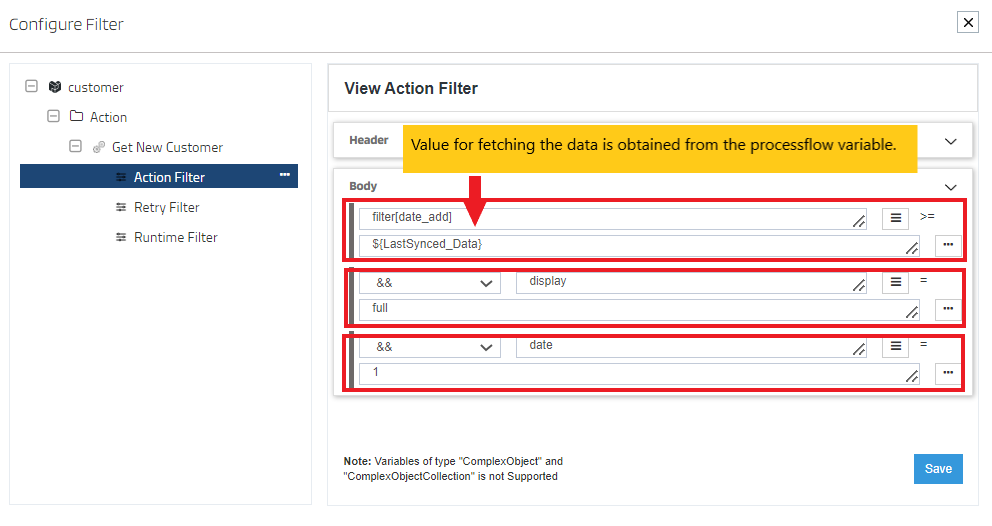 Configure Filter
customer
Action
Get New Customer
Action Filter
Retry Filter
Runtime Filter
View Action Filter
Header
Value for fetching the data is obtained from the processflow variable.
Body
filter[date_add]
>=
${LastSynced_Data}
&&
display
=
full
&&
date
=
1
Note: Variables of type "ComplexObject" and
"ComplexObjectCollection" is not Supported
Save